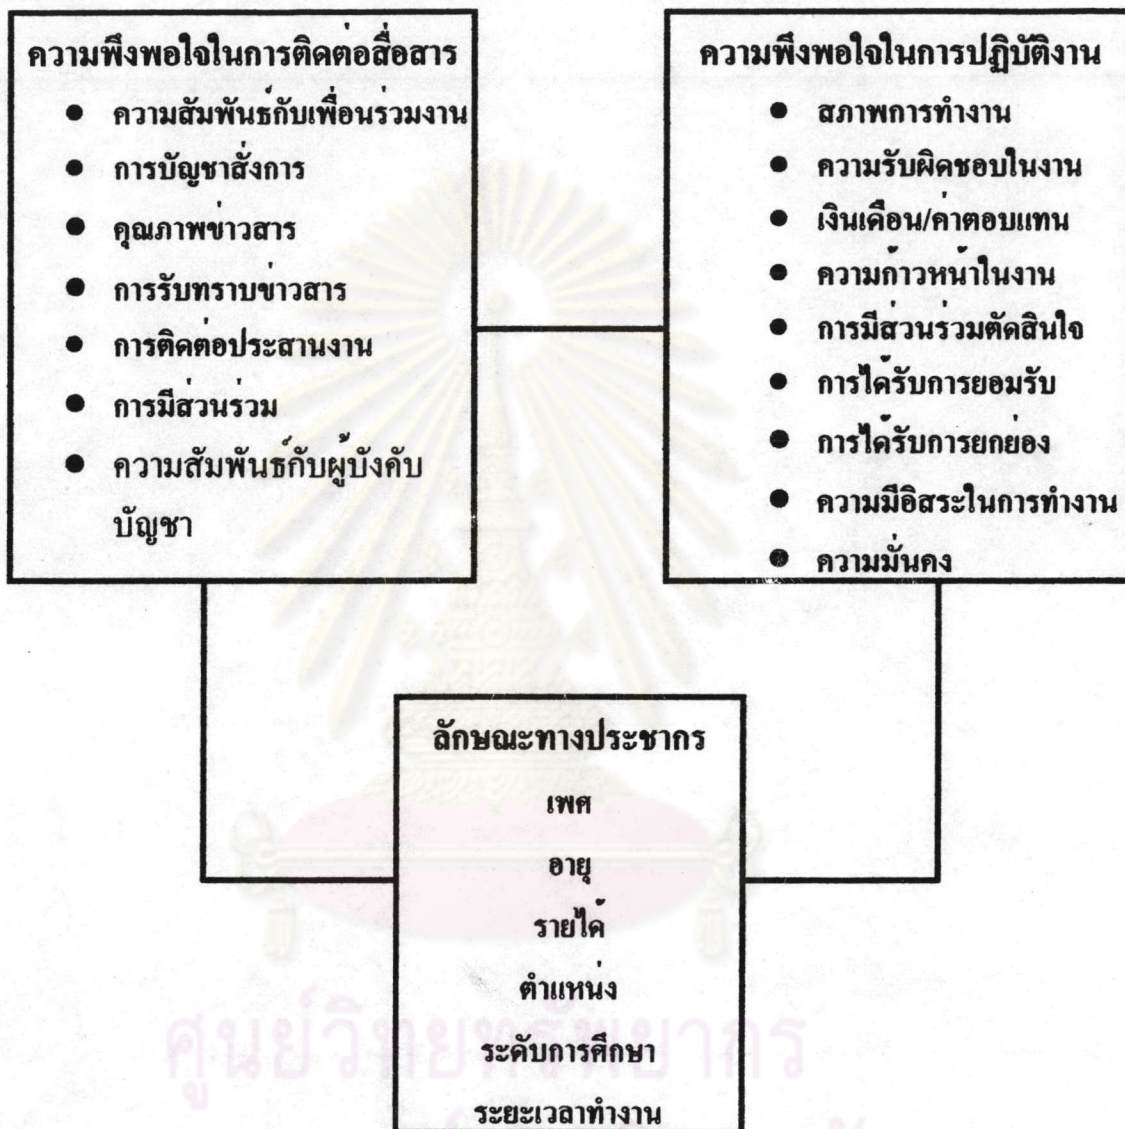 ความพึงพอใจในการติดต่อสื่อสาร
● ความสัมพันธ์กับเพื่อนร่วมงาน
● การบัญชาสั่งการ
● คุณภาพข่าวสาร
● การรับทราบข่าวสาร
● การติดต่อประสานงาน
● การมีส่วนร่วม
● ความสัมพันธ์กับผู้บังคับ
บัญชา
ความพึงพอใจในการปฏิบัติงาน
● สภาพการทำงาน
● ความรับผิดชอบในงาน
● เงินเดือน/ค่าตอบแทน
● ความก้าวหน้าในงาน
● การมีส่วนร่วมตัดสินใจ
● การได้รับการยอมรับ
● การได้รับการยกย่อง
● ความมีอิสระในการทำงาน
● ความมั่นคง
ลักษณะทางประชากร
เพศ
อายุ
รายได้
ตำแหน่ง
ระดับการศึกษา
ระยะเวลาทำงาน
ศูนย์วิทยทรัพยากร